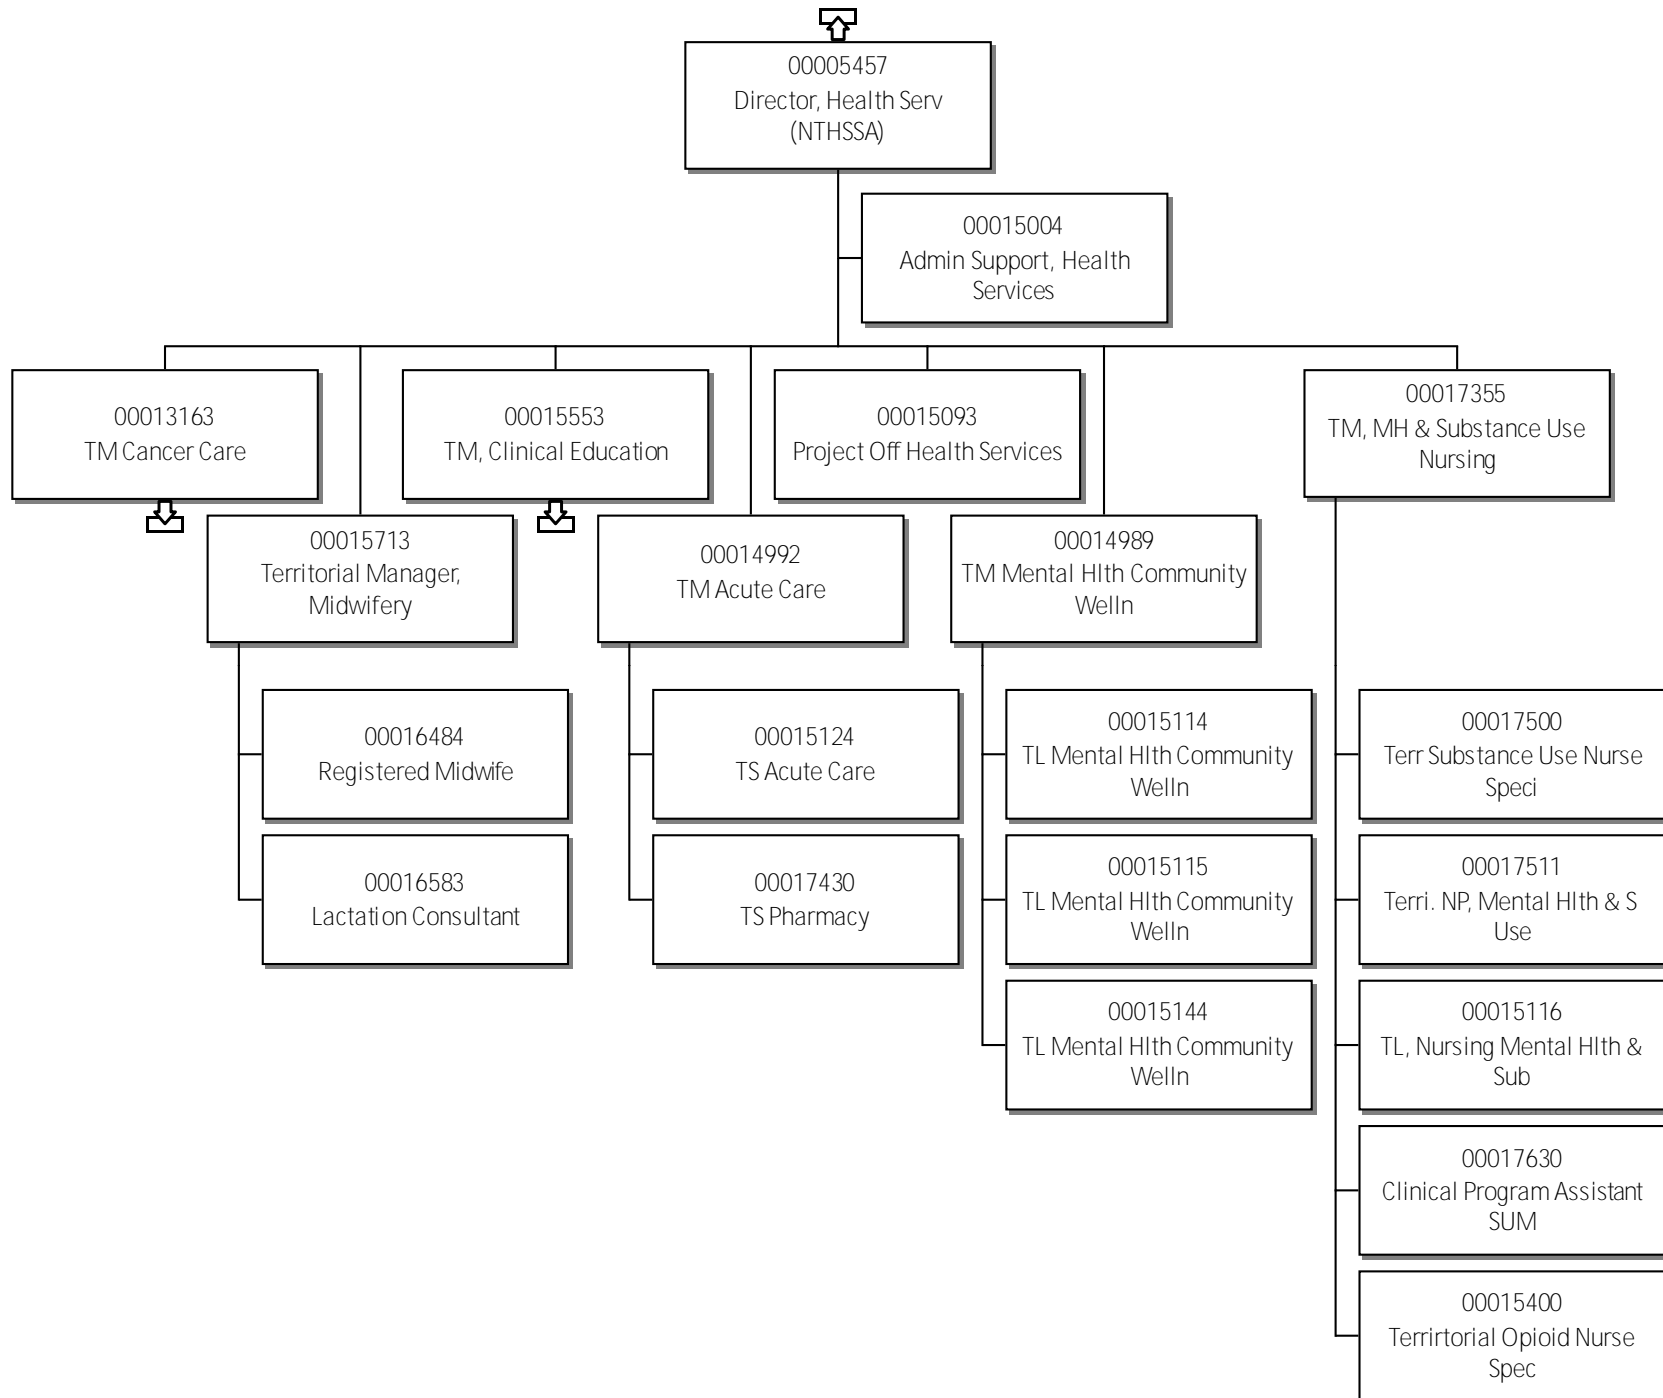 00005457
Director, Health Serv
(NTHSSA)
00015004
Admin Support, Health
Services
00013163
TM Cancer Care
00015553
TM, Clinical Education
00015093
Project Off Health Services
00017355
TM, MH & Substance Use
Nursing
00015713
Territorial Manager,
Midwifery
00014992
TM Acute Care
00014989
TM Mental Hlth Community
Welln
00016484
Registered Midwife
00015124
TS Acute Care
00015114
TL Mental Hlth Community
Welln
00017500
Terr Substance Use Nurse
Speci
00016583
Lactation Consultant
00017430
TS Pharmacy
00015115
TL Mental Hlth Community
Welln
00017511
Terri. NP, Mental Hlth & S
Use
00015144
TL Mental Hlth Community
Welln
00015116
TL, Nursing Mental Hlth &
Sub
00017630
Clinical Program Assistant
SUM
00015400
Terrirtorial Opioid Nurse
Spec